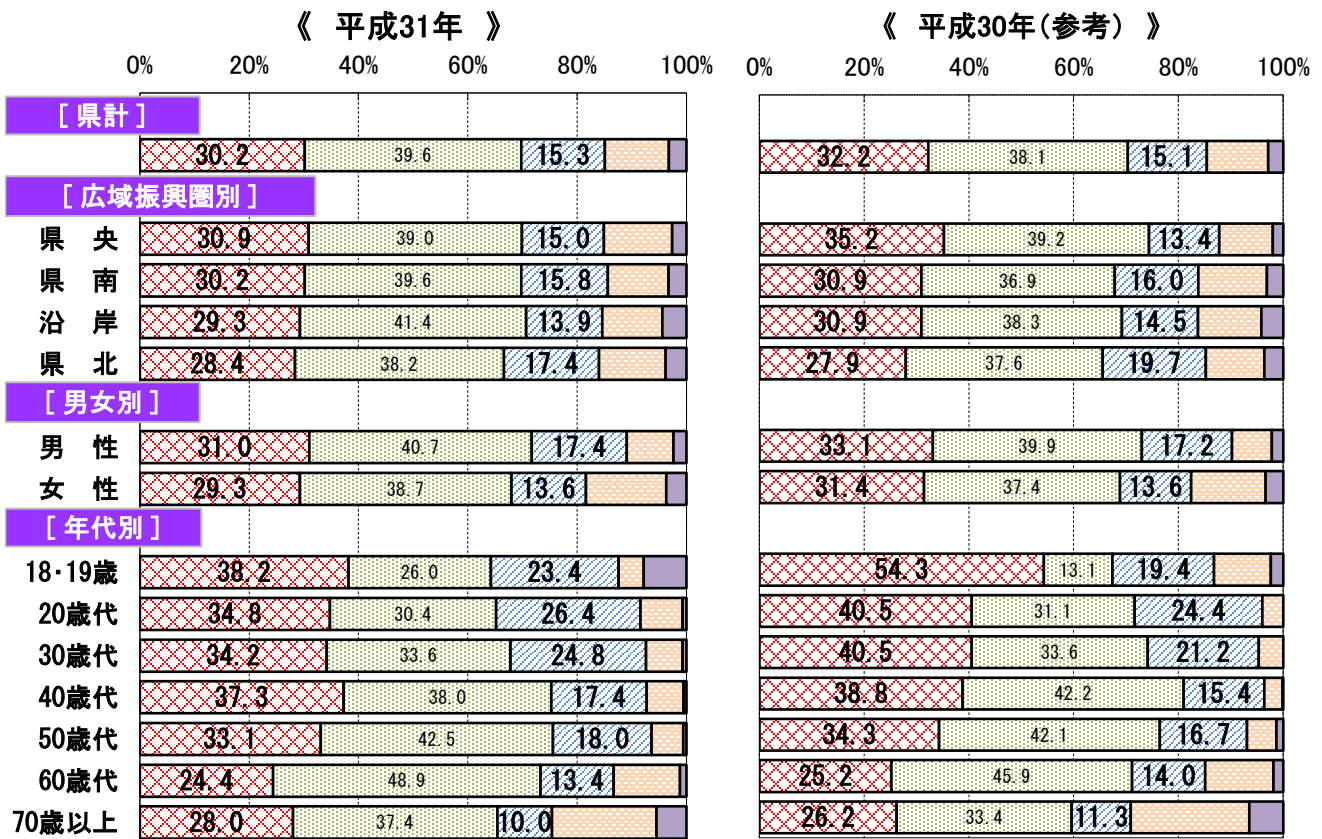 《 平成31年 》 《 平成30年(参考) 》
0% 20% 40% 60% 80% 100% 0% 20% 40% 60% 80% 100%
[ 県計 ]
30.2 39.6 15.3 32.2 38.1 15.1
[ 広域振興圏別 ]
県 央 30.9 39.0 15.0 35.2 39.2 13.4
県 南 30.2 39.6 15.8 30.9 36.9 16.0
沿 岸 29.3 41.4 13.9 30.9 38.3 14.5
県 北 28.4 38.2 17.4 27.9 37.6 19.7
[ 男女別 ]
男 性 31.0 40.7 17.4 33.1 39.9 17.2
女 性 29.3 38.7 13.6 31.4 37.4 13.6
[ 年代別 ]
18・19歳 38.2 26.0 23.4 54.3 13.1 19.4
20歳代 34.8 30.4 26.4 40.5 31.1 24.4
30歳代 34.2 33.6 24.8 40.5 33.6 21.2
40歳代 37.3 38.0 17.4 38.8 42.2 15.4
50歳代 33.1 42.5 18.0 34.3 42.1 16.7
60歳代 24.4 48.9 13.4 25.2 45.9 14.0
70歳以上 28.0 37.4 10.0 26.2 33.4 11.3